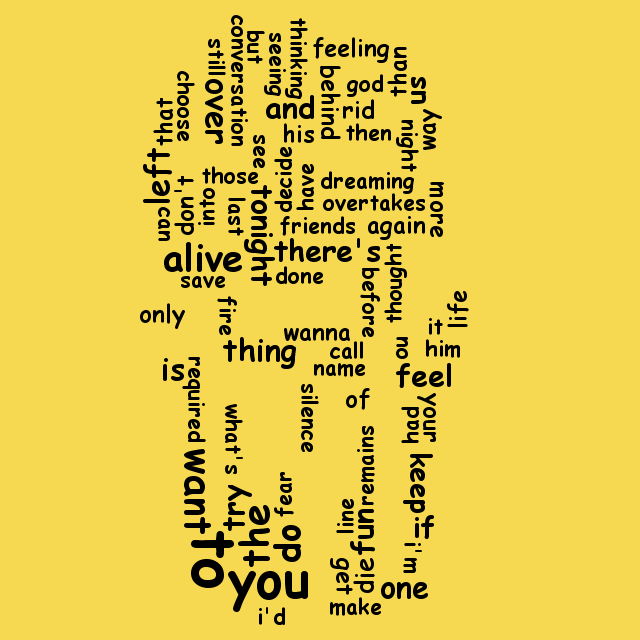 conversation
but
seeing
thinking
feeling
than
still
over
behind
god
us
choose
that
and
rid
way
his
then
night
see
decide
left
those
have
dreaming
don't
into
last
tonight
overtakes
more
can
friends again
alive
there's
save
done
before
thought
only
fire
life
it
wanna
thing
call
no
him
is
name
feel
required
silence
of
your
pay
what's
remains
want
keep
try
fear
line
the
do
fun
if
to
i'm
you
get
die
one
make
i'd